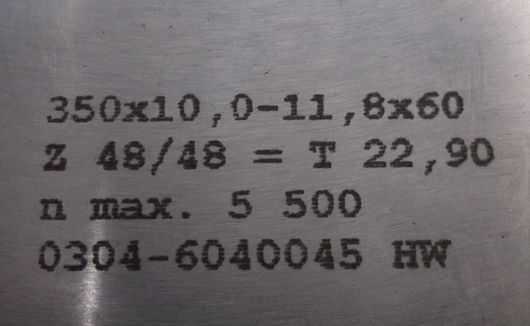 350x10,0-11,8x60
Z 48/48 = T 22,90
n max. 5 500
0304-6040045 HW